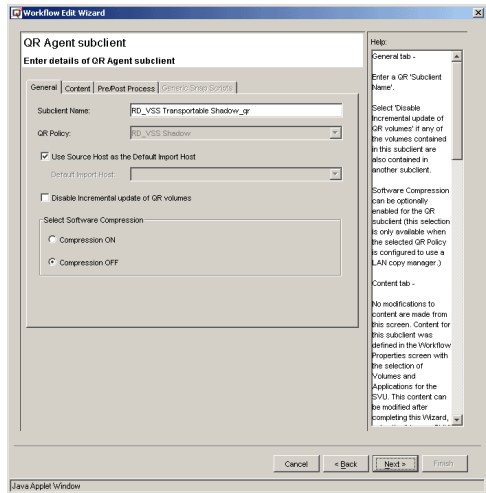 Workflow Edit Wizard
QR Agent subclient
Enter details of QR Agent subclient
General
Content
Pre/Post Process
Generic Snap Scripts
Subclient Name:
RD_VSS Transportable Shadow_qr
QR Policy:
RD_VSS Shadow
Use Source Host as the Default Import Host
Default Import Host:
Disable Incremental update of QR volumes
Select Software Compression
Compression ON
Compression OFF
Help:
General tab -
Enter a QR 'Subclient
Name'.
Select 'Disable
Incremental update of
QR volumes' if any of
the volumes contained
in this subclient are
also contained in
another subclient.
Software Compression
can be optionally
enabled for the QR
subclient (this selection
is only available when
the selected QR Policy
is configured to use a
LAN copy manager.)
Content tab -
No modifications to
content are made from
this screen. Content for
this subclient was
defined in the Workflow
Properties screen with
the selection of
Volumes and
Applications for the
SVU. This content can
be modified after
completing this Wizard,
Cancel
« Back
Next »
Finish
Java Applet Window